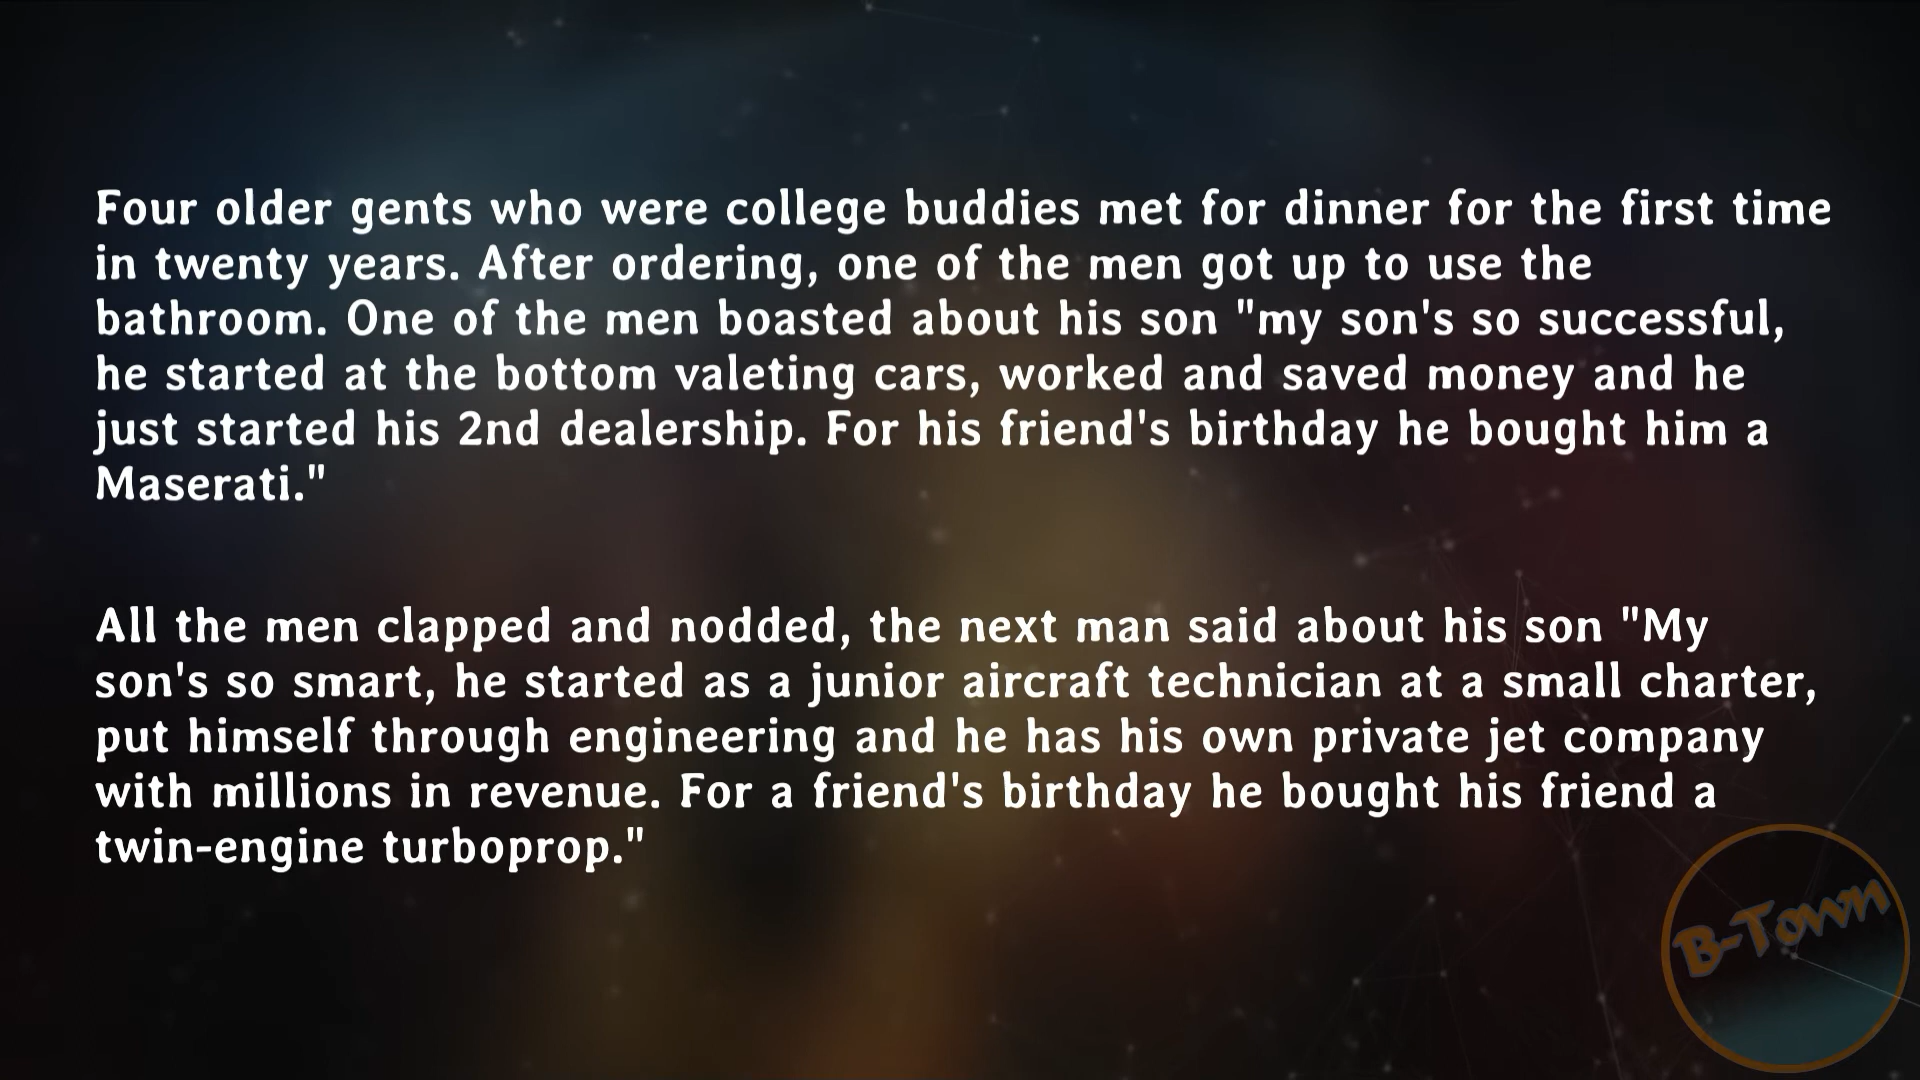 Four older gents who were college buddies met for dinner for the first time
in twenty years. After ordering, one of the men got up to use the
bathroom. One of the men boasted about his son "my son's so successful,
he started at the bottom valeting cars, worked and saved money and he
just started his 2nd dealership. For his friend's birthday he bought him a
Maserati."
All the men clapped and nodded, the next man said about his son "My
son's so smart, he started as a junior aircraft technician at a small charter,
put himself through engineering and he has his own private jet company
with millions in revenue. For a friend's birthday he bought his friend a
twin-engine turboprop."
B-Town